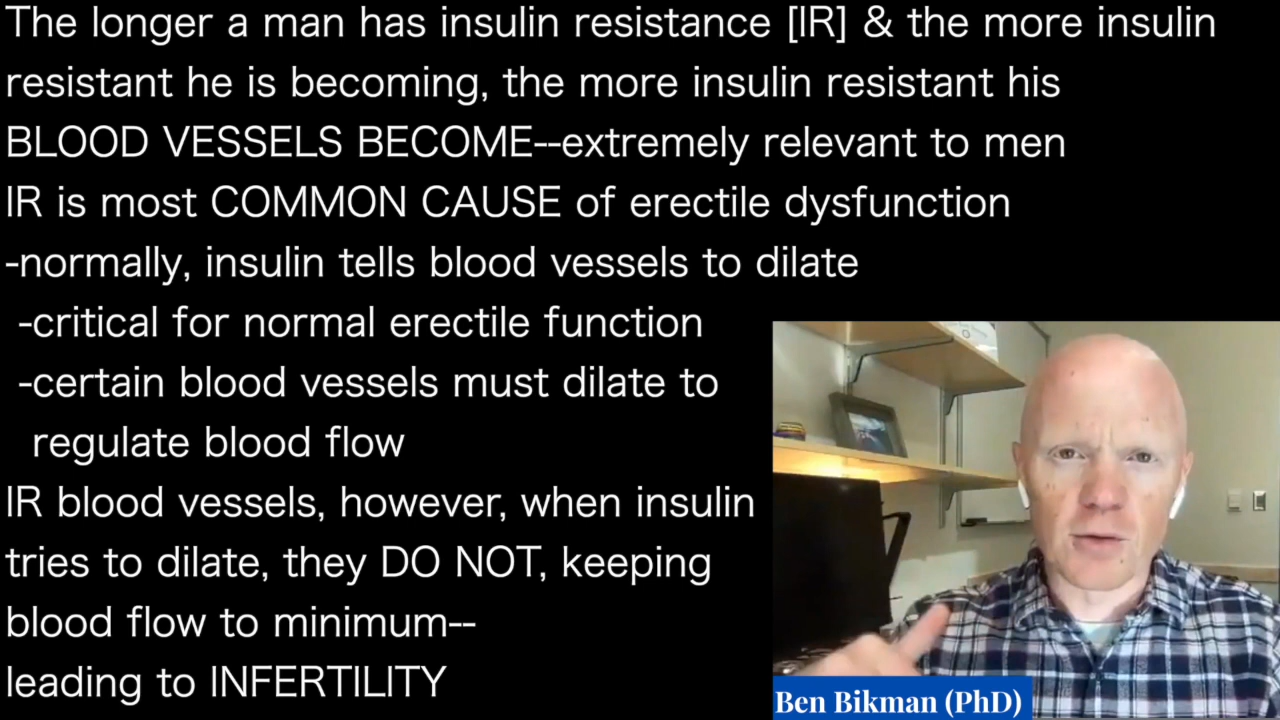 The longer a man has insulin resistance [IR] & the more insulin
resistant he is becoming, the more insulin resistant his
BLOOD VESSELS BECOME--extremely relevant to men
IR is most COMMON CAUSE of erectile dysfunction
-normally, insulin tells blood vessels to dilate
-critical for normal erectile function
-certain blood vessels must dilate to
regulate blood flow
IR blood vessels, however, when insulin
tries to dilate, they DO NOT, keeping
blood flow to minimum--
leading to INFERTILITY
Ben Bikman (PhD)